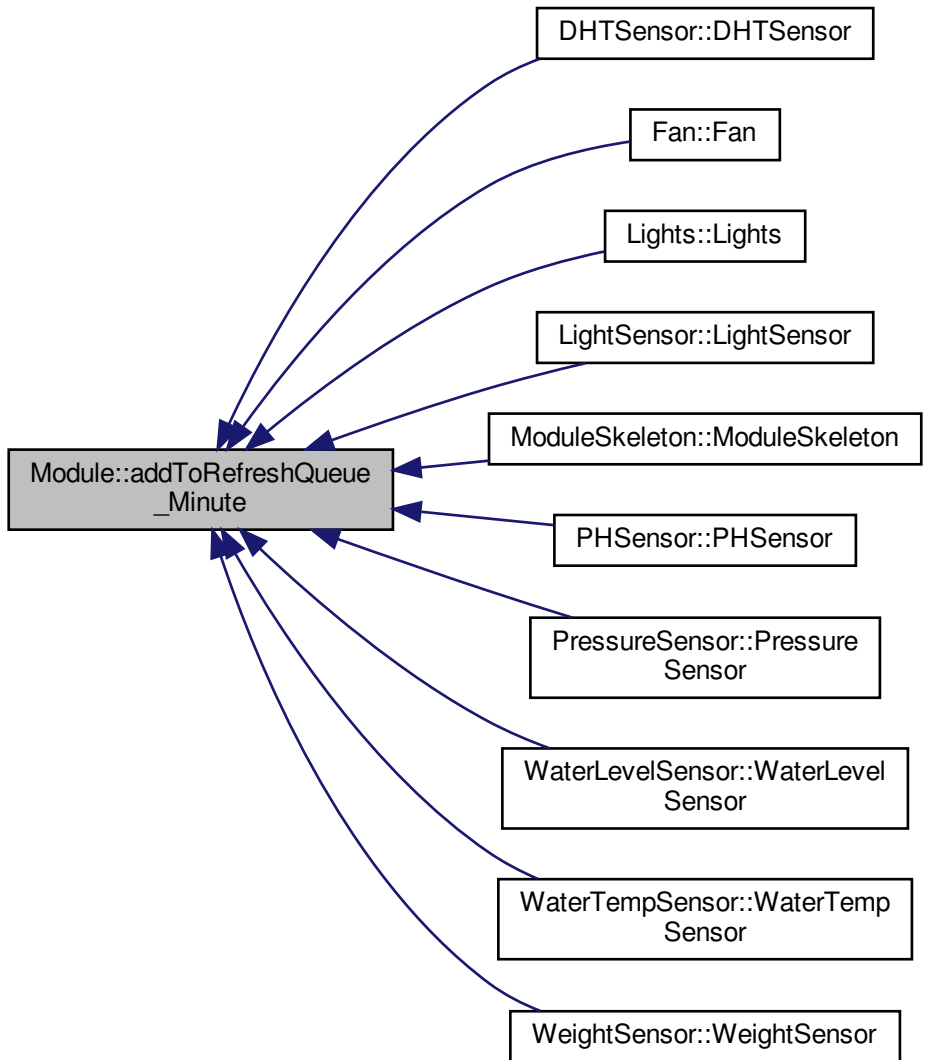 DHTSensor::DHTSensor
Fan::Fan
Lights::Lights
LightSensor::LightSensor
ModuleSkeleton::ModuleSkeleton
Module::addToRefreshQueue
_Minute
PHSensor::PHSensor
PressureSensor::Pressure
Sensor
WaterLevelSensor::WaterLevel
Sensor
WaterTempSensor::WaterTemp
Sensor
WeightSensor::WeightSensor